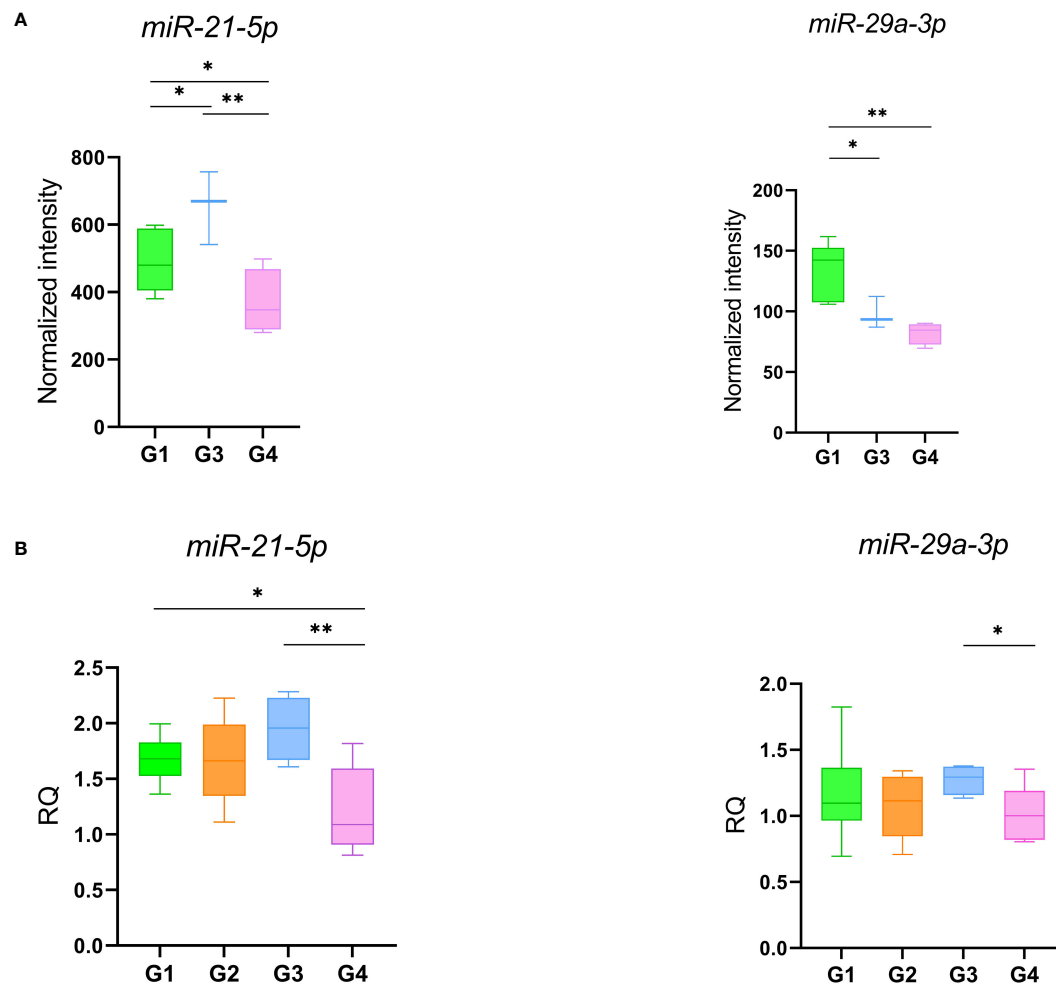 A
miR-21-5p
*
*
**
800
600
400
200
0
Normalized intensity
G1 G3 G4
miR-29a-3p
**
*
200
150
100
50
0
Normalized intensity
G1 G3 G4
B
miR-21-5p
*
**
2.5
2.0
1.5
1.0
0.5
0.0
RQ
G1 G2 G3 G4
miR-29a-3p
*
2.0
1.5
1.0
0.5
0.0
RQ
G1 G2 G3 G4